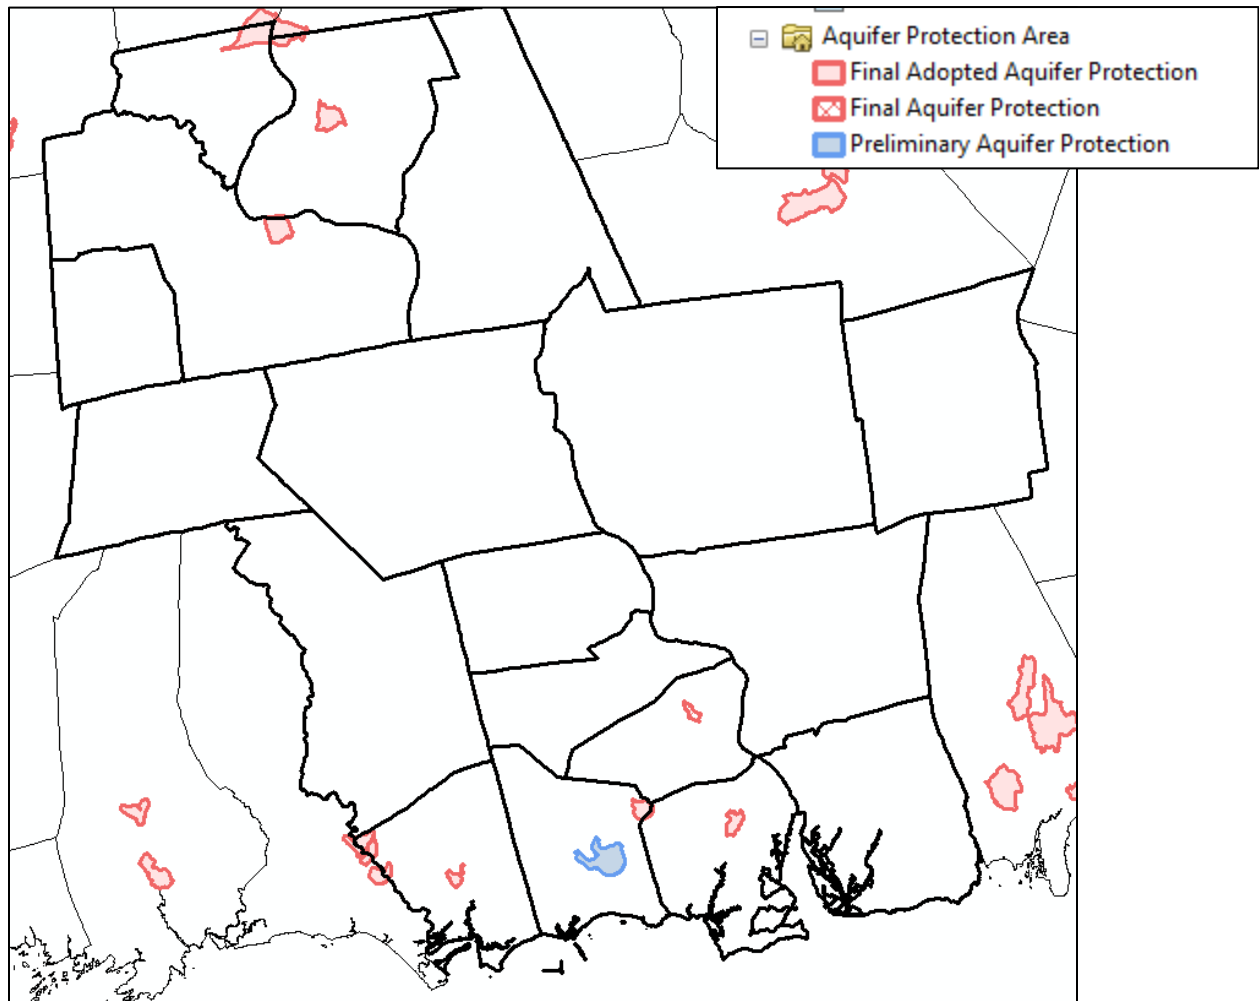 Aquifer Protection Area
Final Adopted Aquifer Protection
Final Aquifer Protection
Preliminary Aquifer Protection